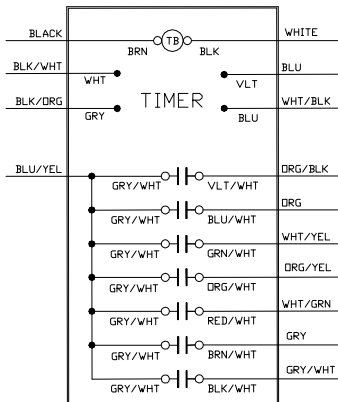 BLACK WHITE
BRN TB BLK
BLK/WHT BLU
WHT VLT
TIMER
BLK/ORG WHT/BLK
GRY BLU
BLU/YEL ORG/BLK
GRY/WHT VLT/WHT
ORG
GRY/WHT BLU/WHT
WHT/YEL
GRY/WHT GRN/WHT
ORG/YEL
GRY/WHT ORG/WHT
WHT/GRN
GRY/WHT RED/WHT
GRY
GRY/WHT BRN/WHT
GRY/WHT
GRY/WHT BLK/WHT